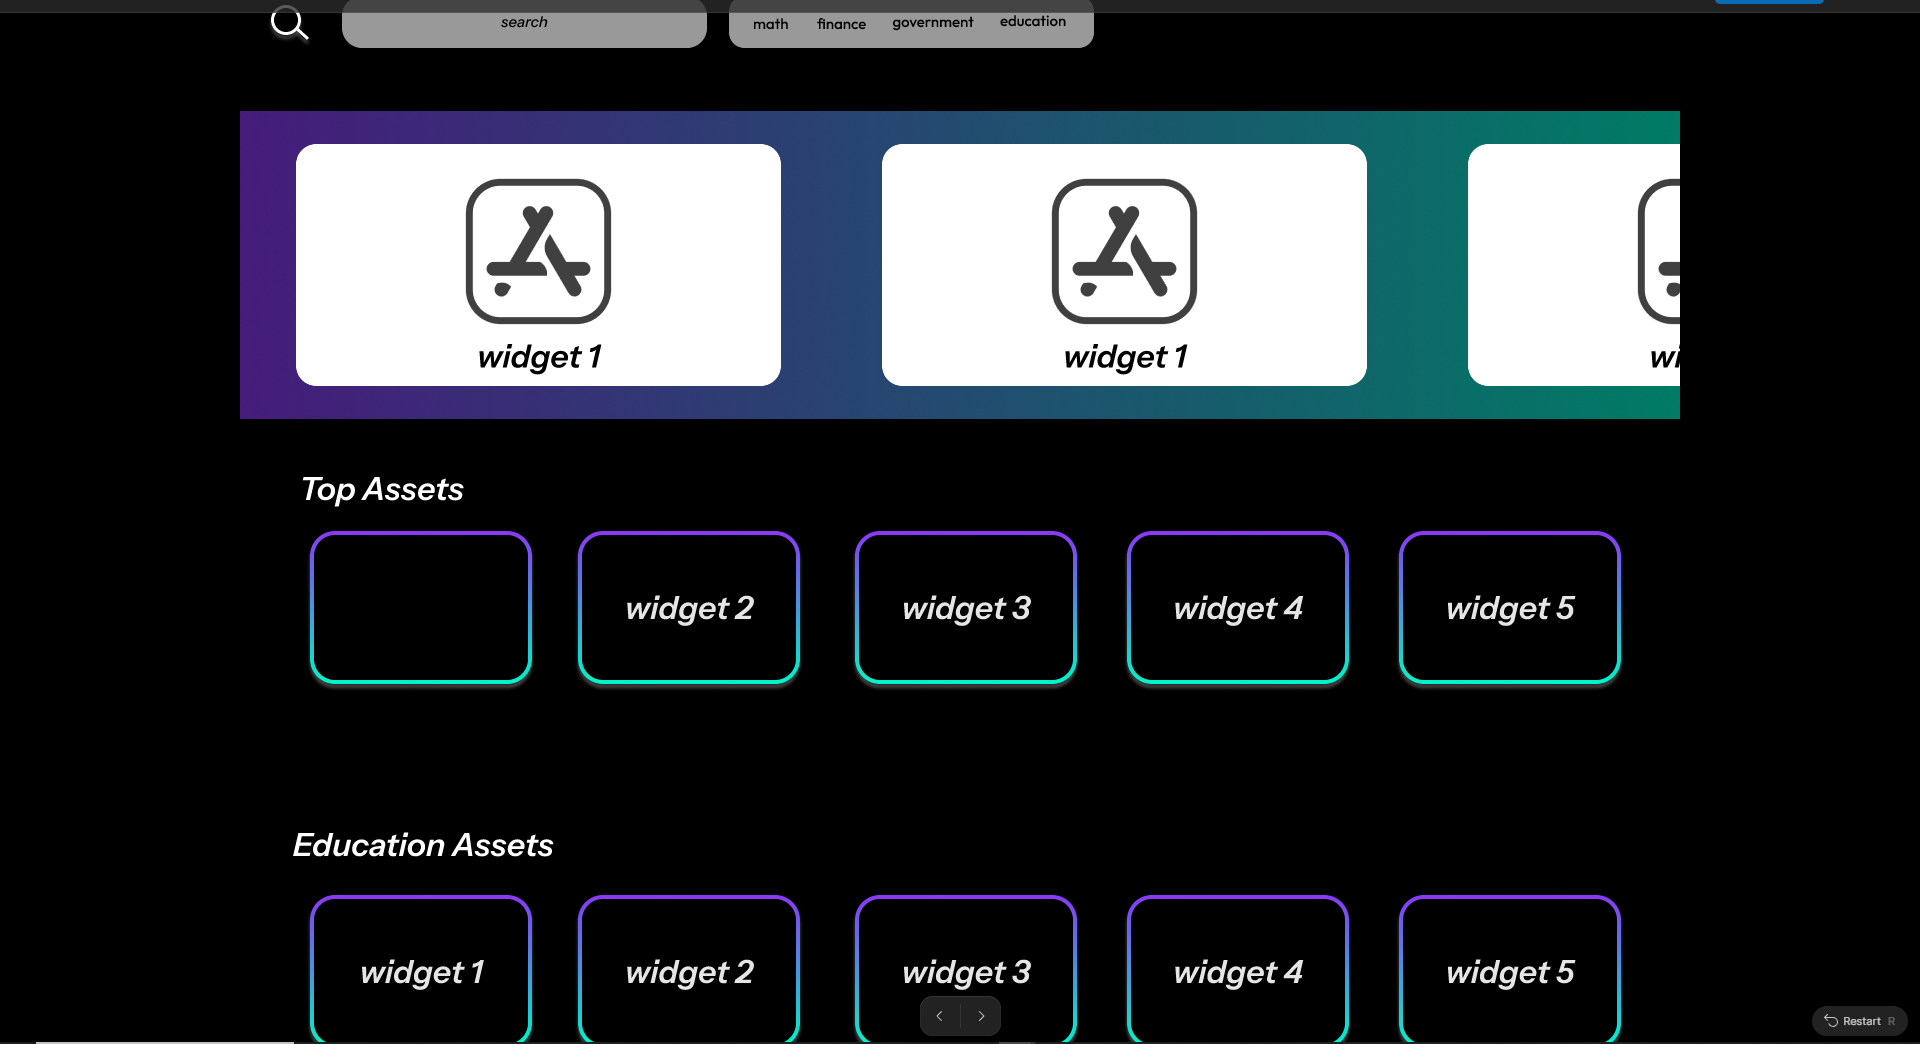 search
math finance government education
widget 1 widget 1 wi
Top Assets
widget 2 widget 3 widget 4 widget 5
Education Assets
widget 1 widget 2 widget 3 widget 4 widget 5
Restart R